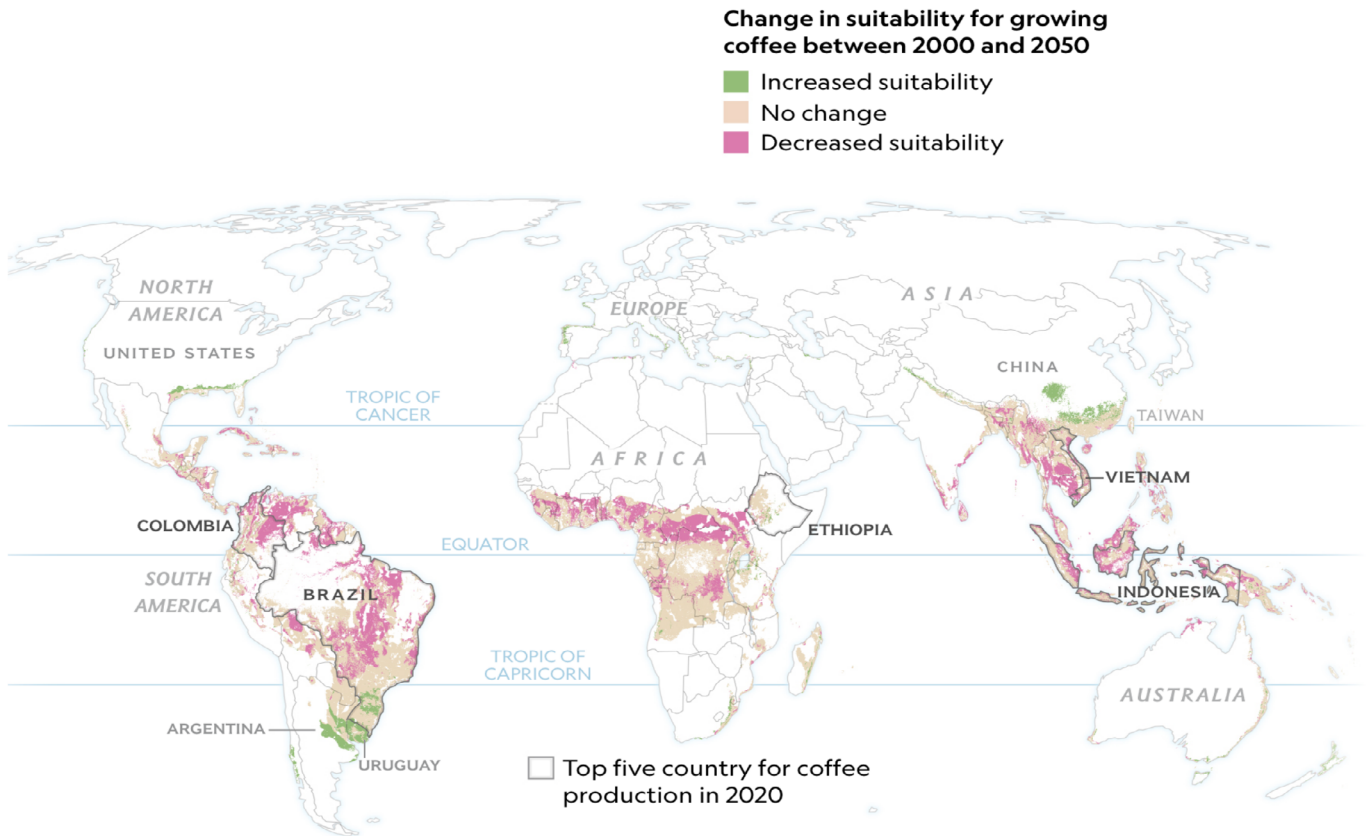 Change in suitability for growing
coffee between 2000 and 2050
Increased suitability
No change
Decreased suitability
NORTH
AMERICA
UNITED STATES
EUROPE
ASIA
CHINA
TROPIC OF
CANCER
TAIWAN
AFRICA
VIETNAM
COLOMBIA
ETHIOPIA
EQUATOR
SOUTH
AMERICA
BRAZIL
INDONESIA
TROPIC OF
CAPRICORN
AUSTRALIA
ARGENTINA
URUGUAY
Top five country for coffee
production in 2020